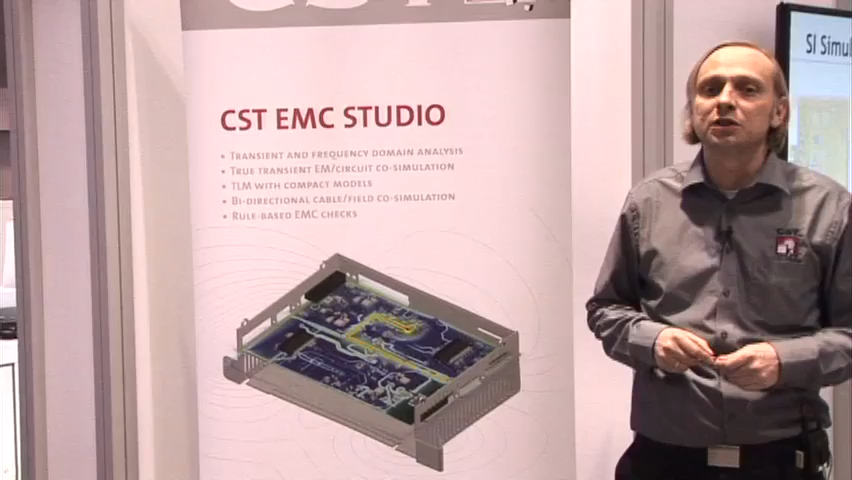 CST EMC STUDIO
• TRANSIENT AND FREQUENCY DOMAIN ANALYSIS
• TRUE TRANSIENT EM/CIRCUIT CO-SIMULATION
• TLM WITH COMPACT MODELS
• BI-DIRECTIONAL CABLE/FIELD CO-SIMULATION
• RULE-BASED EMC CHECKS
SI Simul
CST